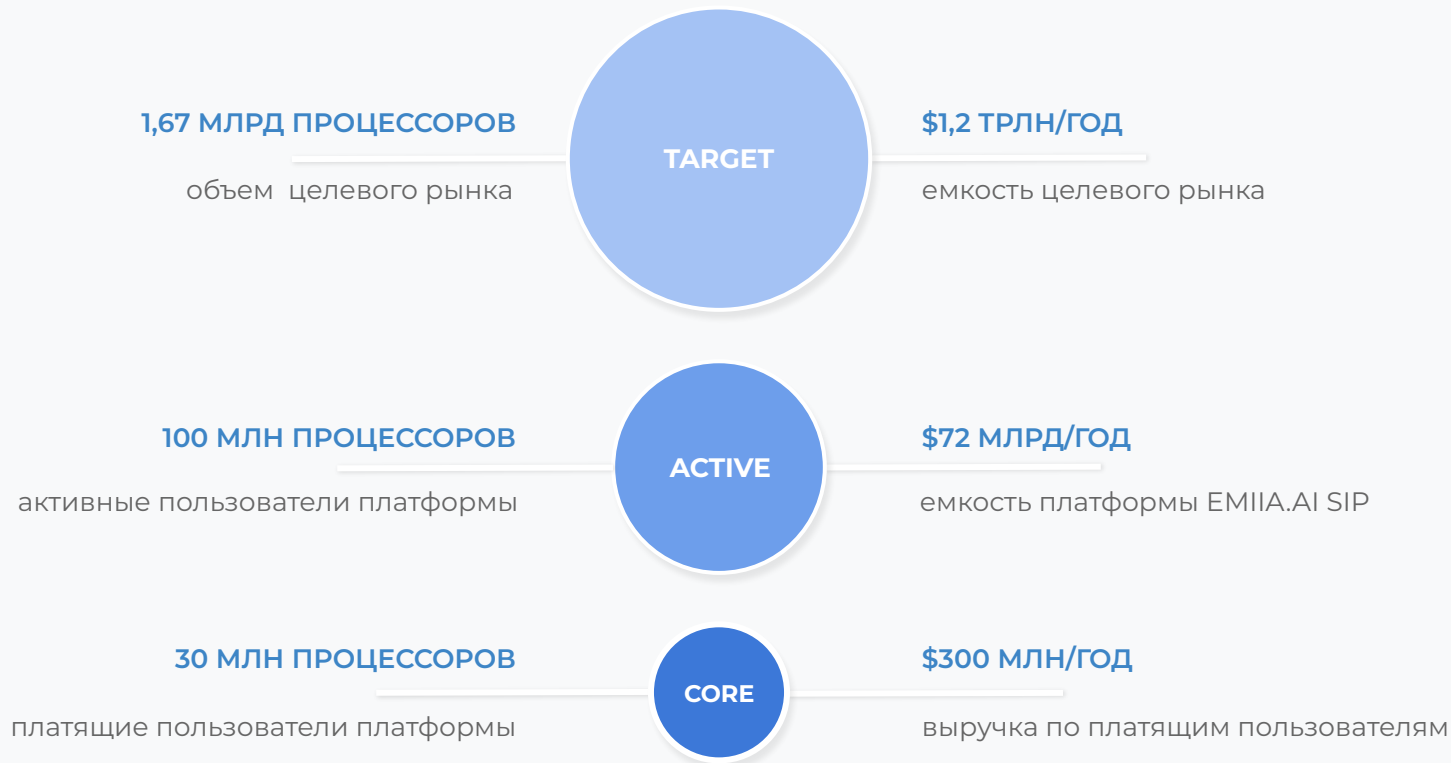 1,67 МЛРД ПРОЦЕССОРОВ
объем целевого рынка
TARGET
$1,2 ТРЛН/ГОД
емкость целевого рынка
100 МЛН ПРОЦЕССОРОВ
активные пользователи платформы
ACTIVE
$72 МЛРД/ГОД
емкость платформы EMIIA.AI SIP
30 МЛН ПРОЦЕССОРОВ
платящие пользователи платформы
CORE
$300 МЛН/ГОД
выручка по платящим пользователям